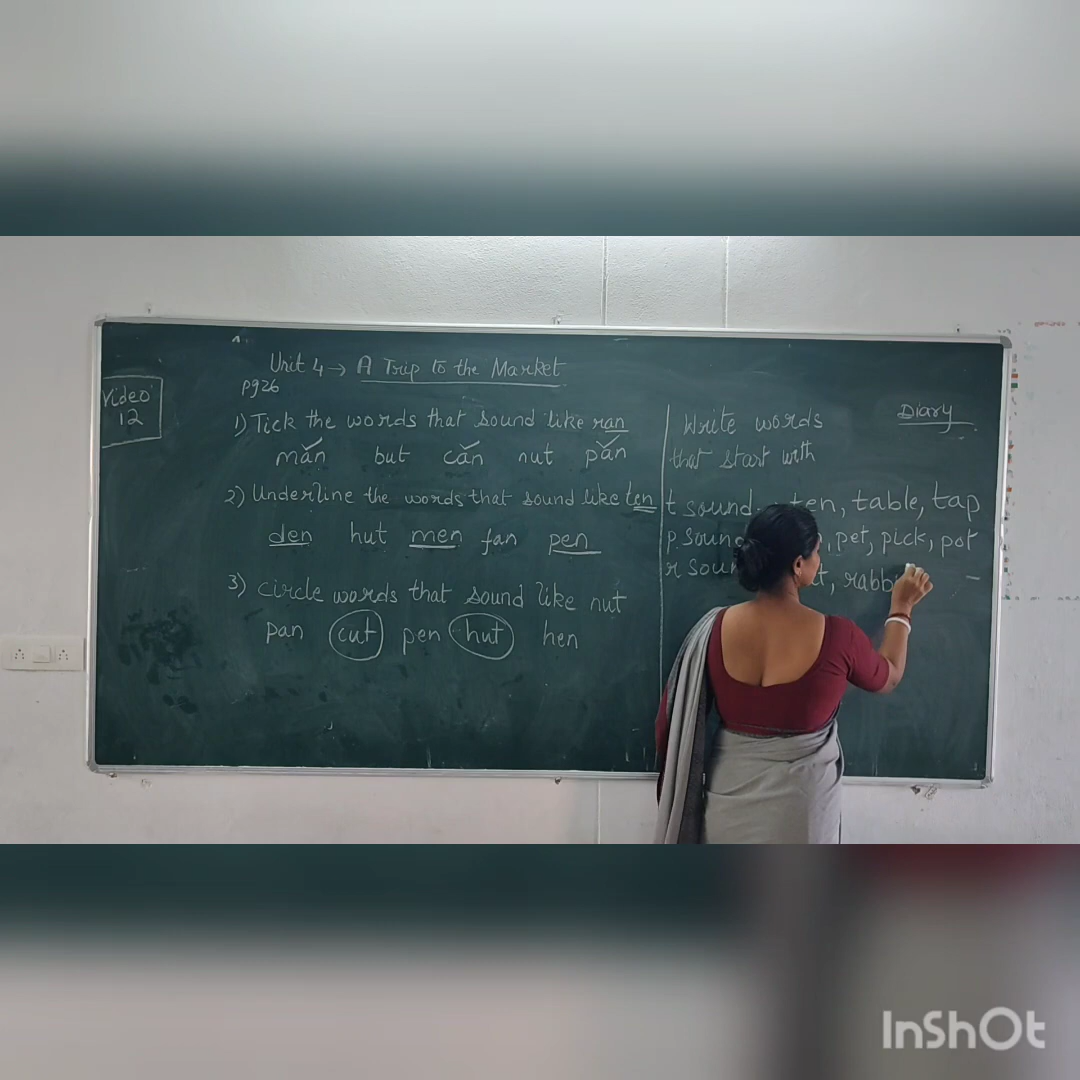 Video
12
Unit 4 → A Trip to the Market
pg26
1) Tick the words that sound like ran
man but can nut pan
2) Underline the words that sound like ten
den hut men fan pen
3) circle words that sound like nut
pan cut pen hut hen
Diary
Write words
that start with
t sound ten, table, tap
p soun pet, pick, pot
r soun rabb
InShOt